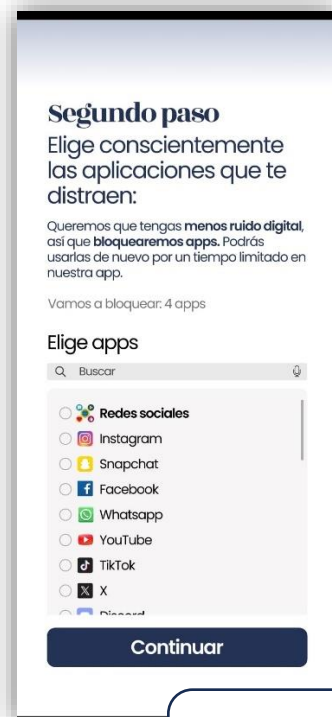 Segundo paso
Elige conscientemente
las aplicaciones que te
distraen:
Queremos que tengas menos ruido digital,
así que bloquearemos apps. Podrás
usarlas de nuevo por un tiempo limitado en
nuestra app.
Vamos a bloquear: 4 apps
Elige apps
Buscar
Redes sociales
Instagram
Snapchat
Facebook
Whatsapp
YouTube
TikTok
X
Discord
Continuar